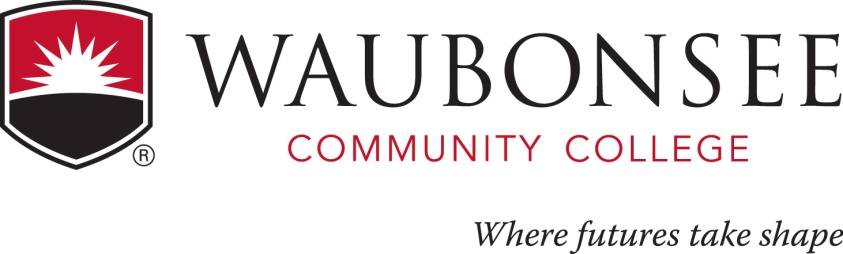 WAUBONSEE
COMMUNITY COLLEGE
®
Where futures take shape